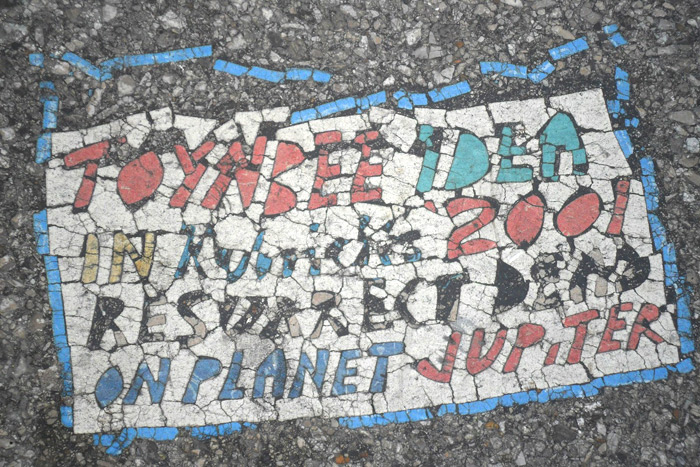 TOYNBEE IDEA
IN Kubrick's '2001
RESURRECT DEAD
ON PLANET JUPITER